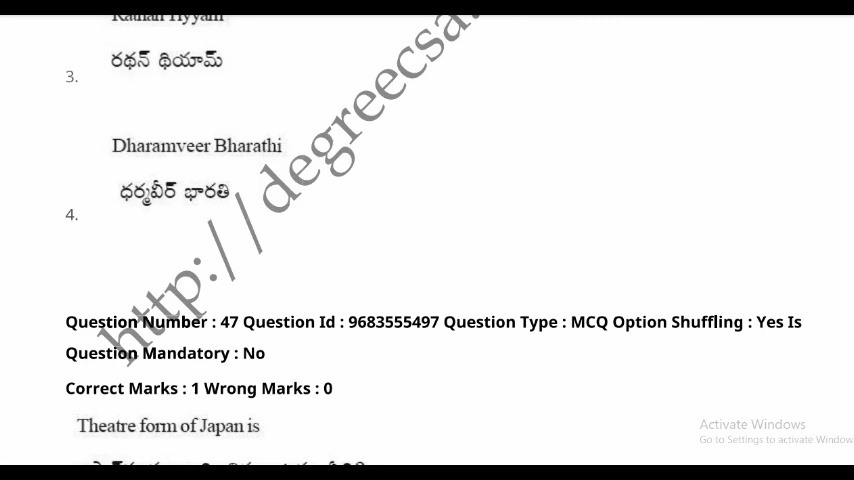 Rathan Tiyyam
రథన్ థియామ్
3.
Dharamveer Bharathi
ధర్మవీర్ భారతి
4.
http://degreecsa.
Question Number : 47 Question Id : 9683555497 Question Type : MCQ Option Shuffling : Yes Is
Question Mandatory : No
Correct Marks : 1 Wrong Marks : 0
Theatre form of Japan is
Activate Windows
Go to Settings to activate Window